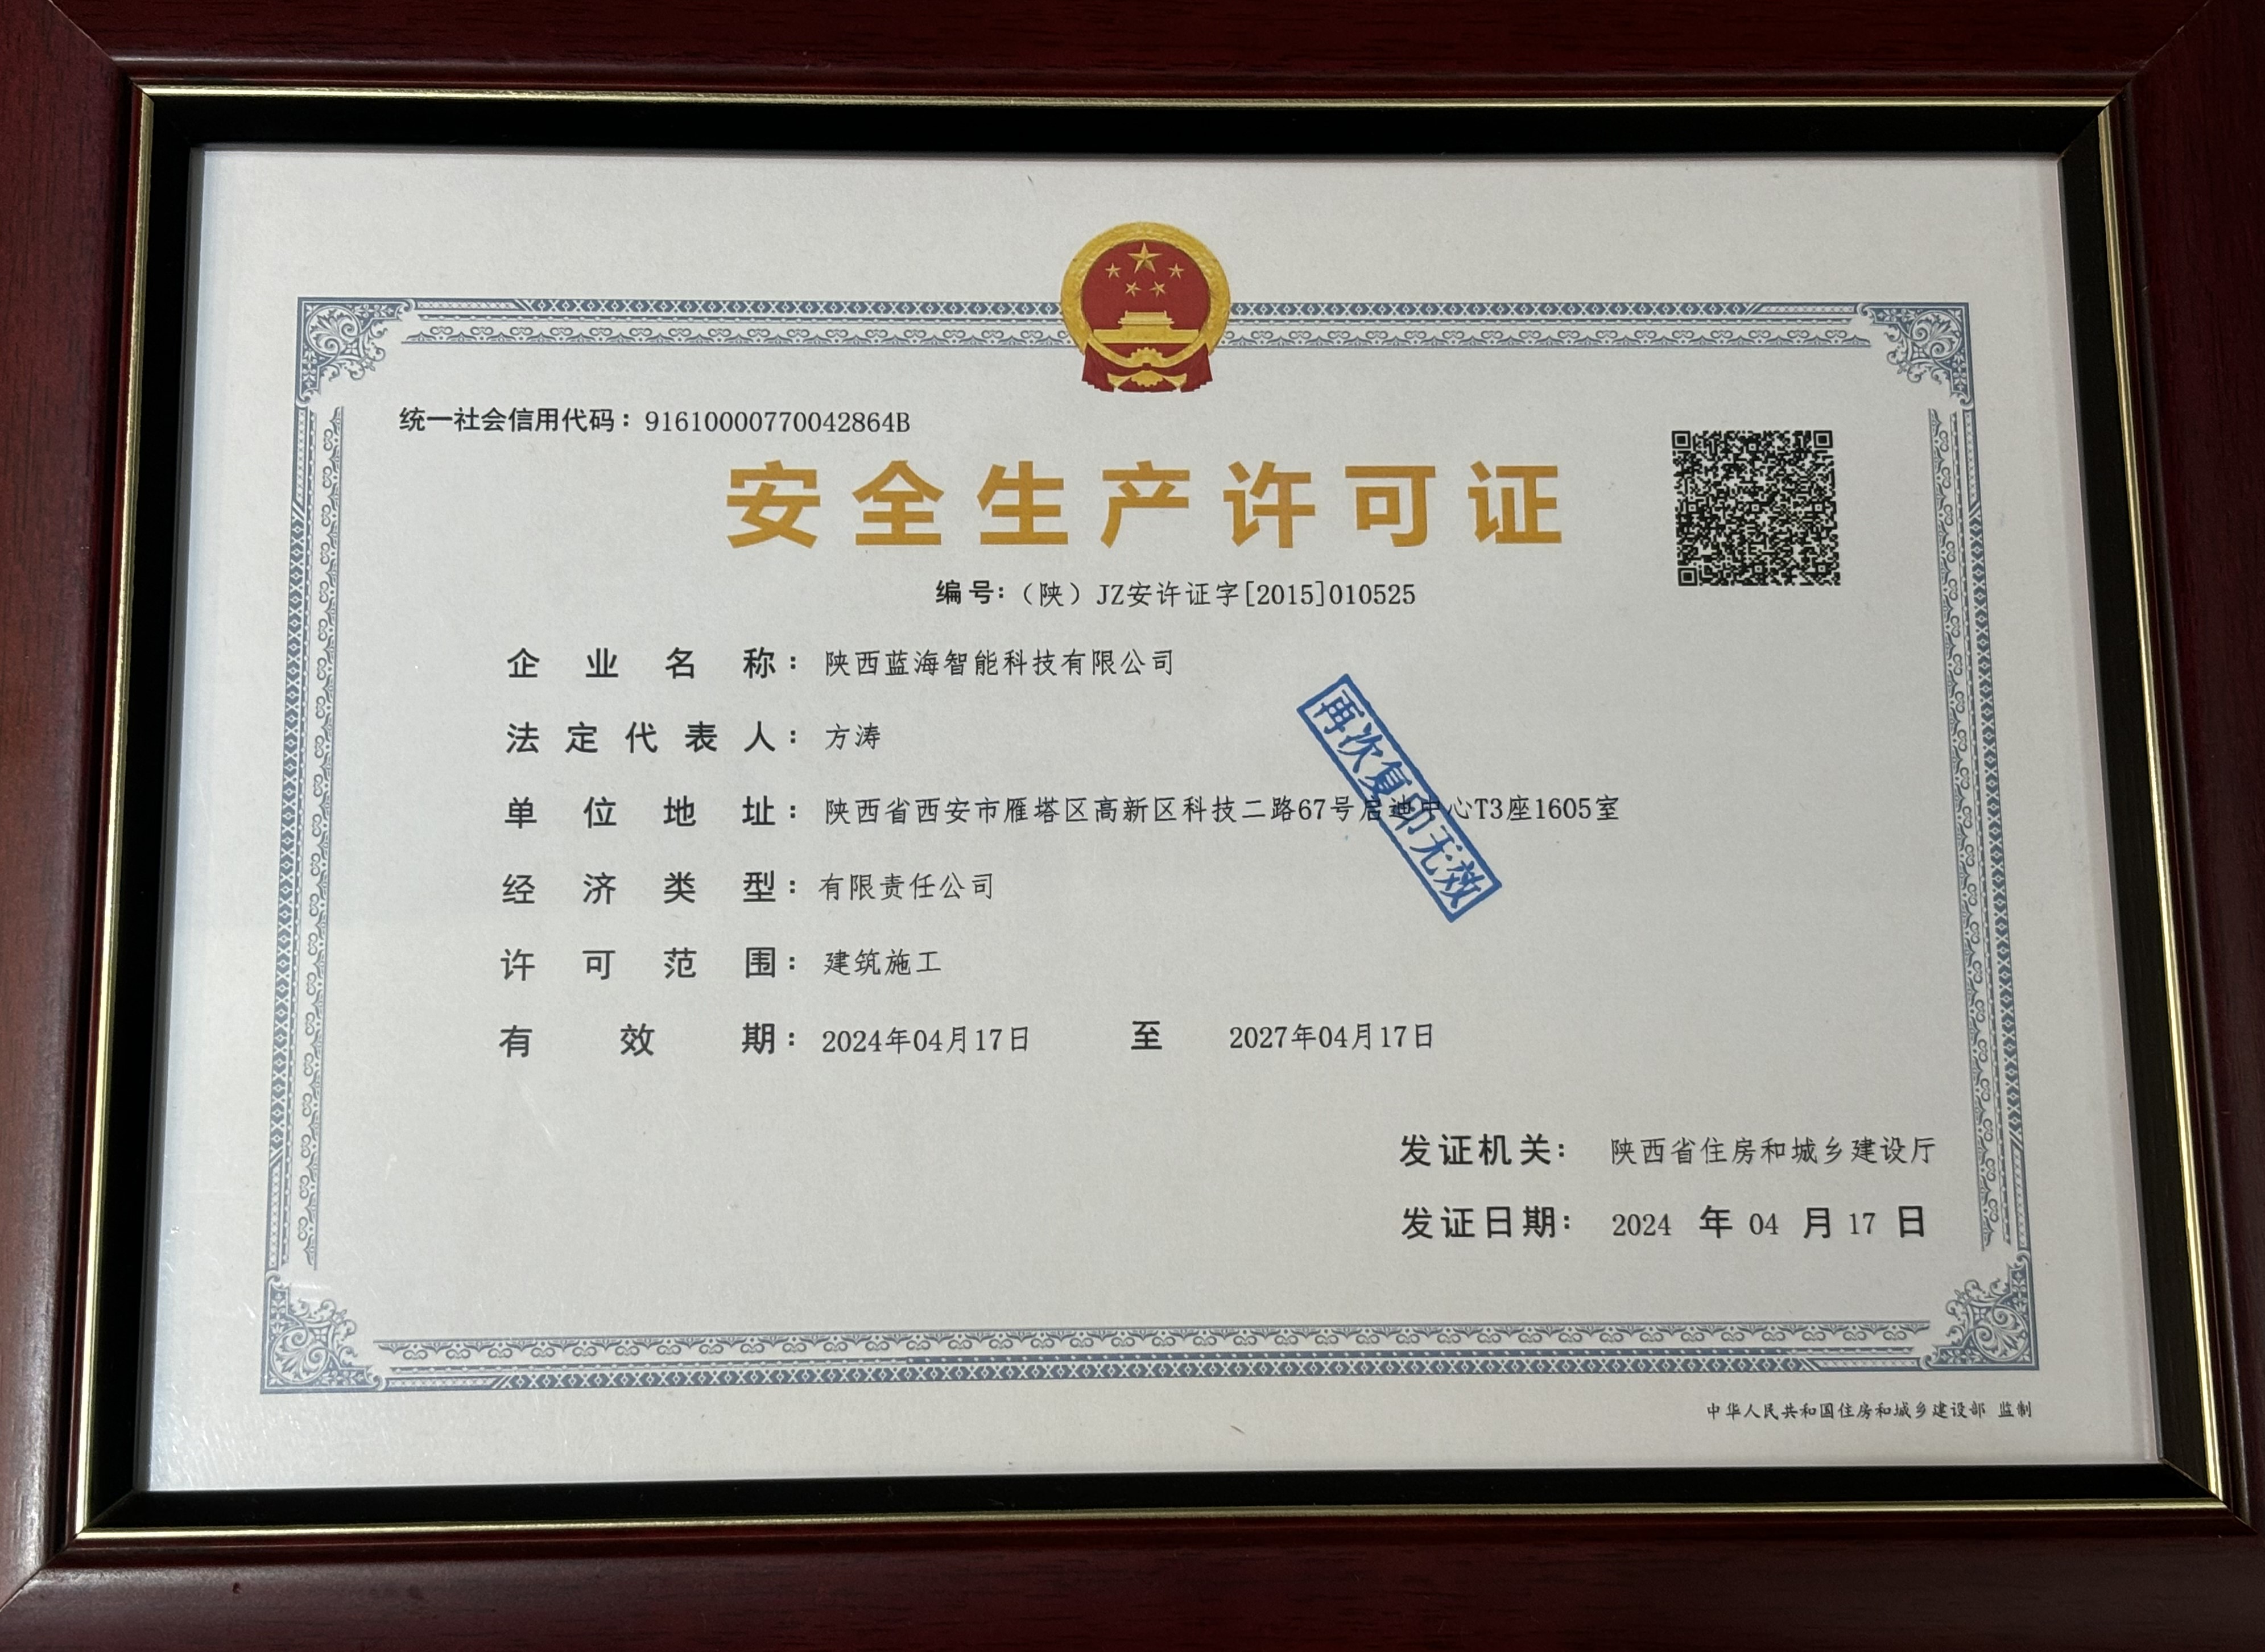 统一社会信用代码：91610000770042864B
安全生产许可证
编号：（陕）JZ安许证字[2015]010525
企业名称：陕西蓝海智能科技有限公司
法定代表人：方涛
单位地址：陕西省西安市雁塔区高新区科技二路67号启迪中心T3座1605室
再次复印无效
经济类型：有限责任公司
许可范围：建筑施工
有效期：2024年04月17日 至 2027年04月17日
发证机关：陕西省住房和城乡建设厅
发证日期：2024 年 04 月 17 日
中华人民共和国住房和城乡建设部 监制